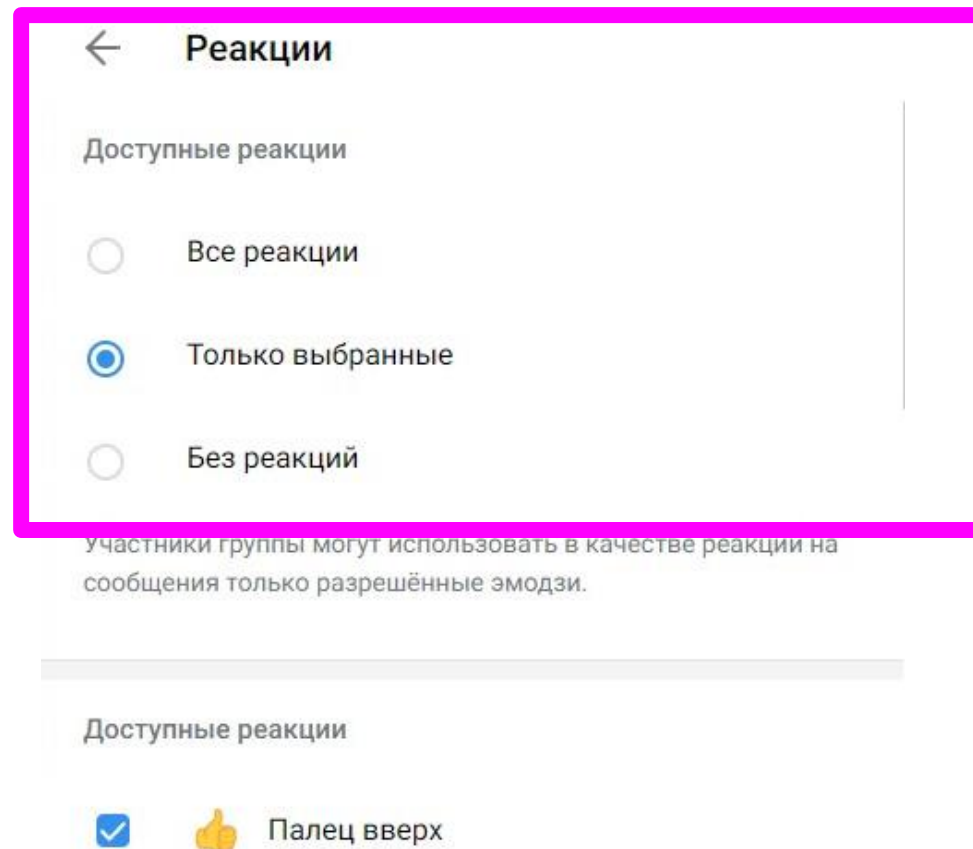 Реакции
Доступные реакции
Все реакции
Только выбранные
Без реакций
Участники группы могут использовать в качестве реакций на
сообщения только разрешённые эмодзи.
Доступные реакции
Палец вверх